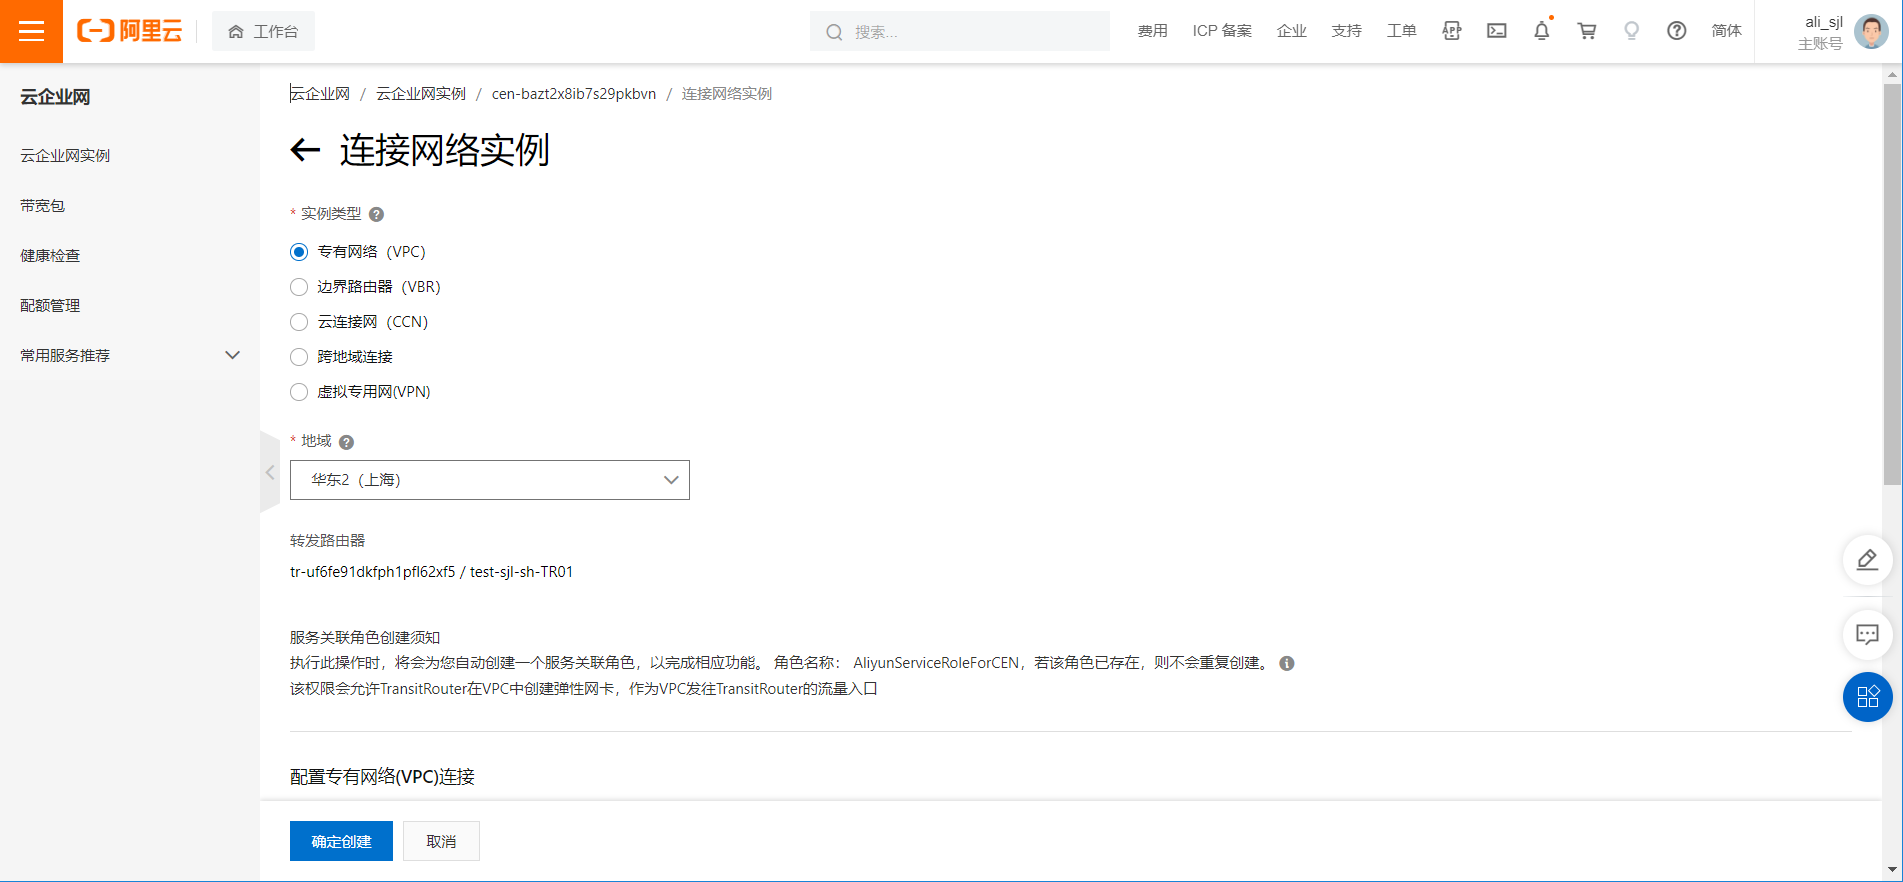 阿里云
工作台
搜索...
费用
ICP 备案
企业
支持
工单
APP
简体
ali_sjl
主账号
云企业网
云企业网实例
带宽包
健康检查
配额管理
常用服务推荐
云企业网 / 云企业网实例 / cen-bazt2x8ib7s29pkbvn / 连接网络实例
连接网络实例
* 实例类型
专有网络（VPC）
边界路由器（VBR）
云连接网（CCN）
跨地域连接
虚拟专用网(VPN)
* 地域
华东2（上海）
转发路由器
tr-uf6fe91dkfph1pfl62xf5 / test-sjl-sh-TR01
服务关联角色创建须知
执行此操作时，将会为您自动创建一个服务关联角色，以完成相应功能。 角色名称： AliyunServiceRoleForCEN，若该角色已存在，则不会重复创建。
该权限会允许TransitRouter在VPC中创建弹性网卡，作为VPC发往TransitRouter的流量入口
配置专有网络(VPC)连接
确定创建
取消